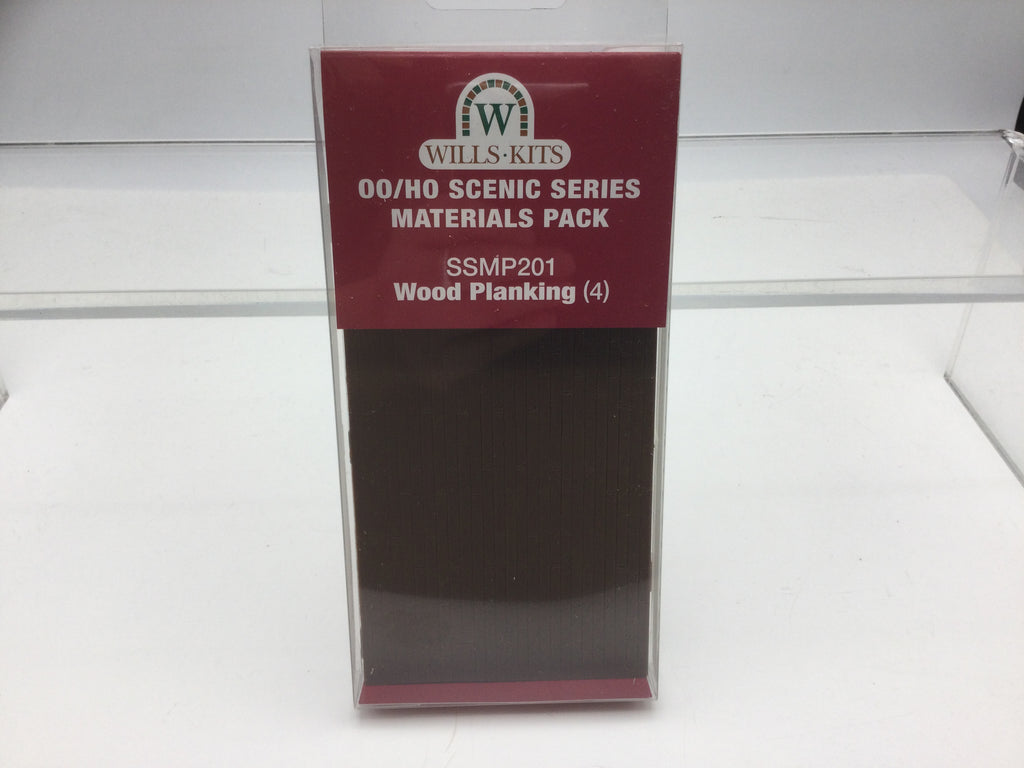 W
WILLS·KITS
OO/HO SCENIC SERIES
MATERIALS PACK
SSMP201
Wood Planking (4)